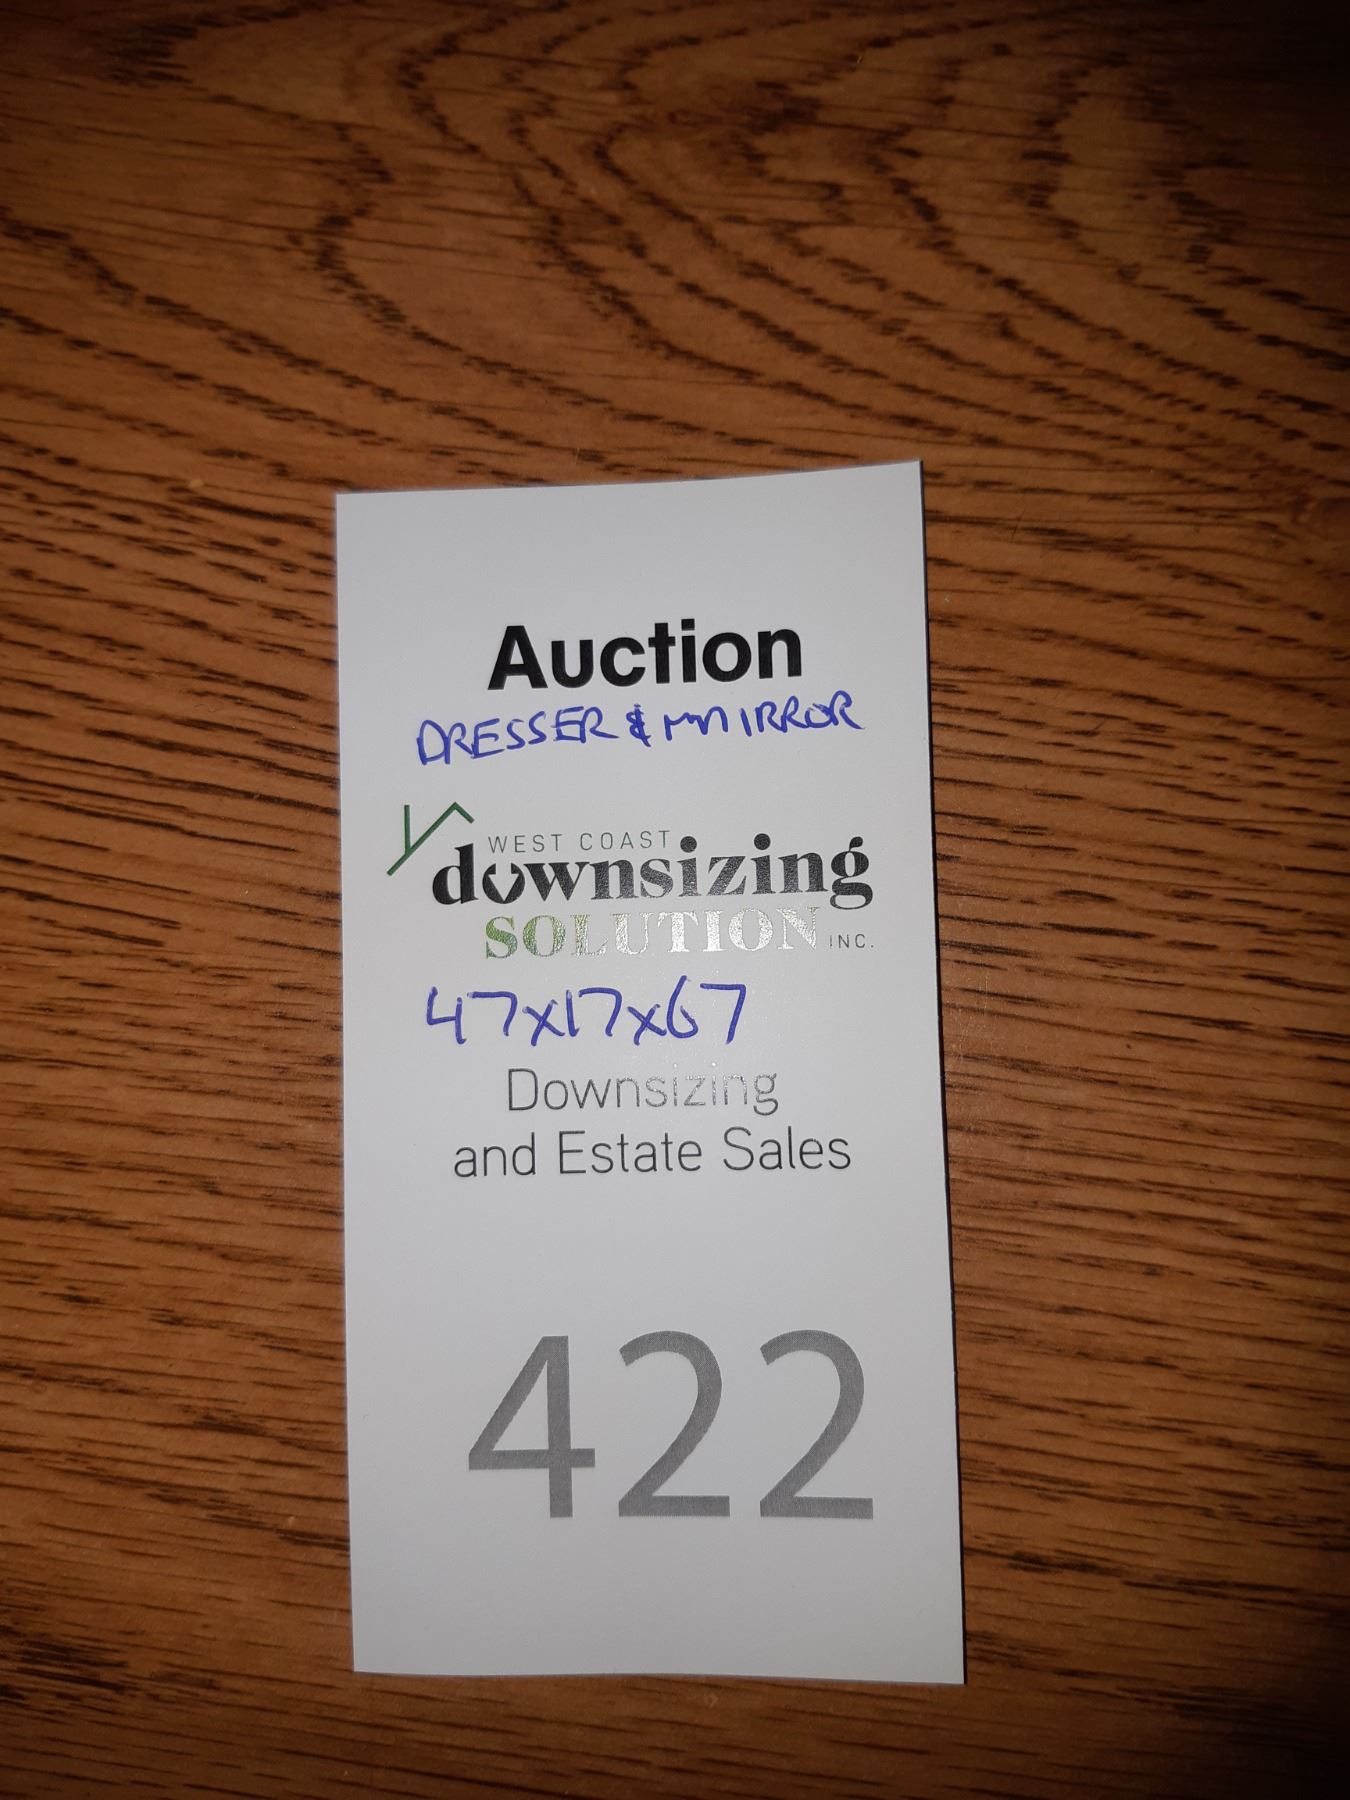 Auction
DRESSER & MIRROR
WEST COAST
downsizing
SOLUTION INC.
47x17x67
Downsizing
and Estate Sales
422